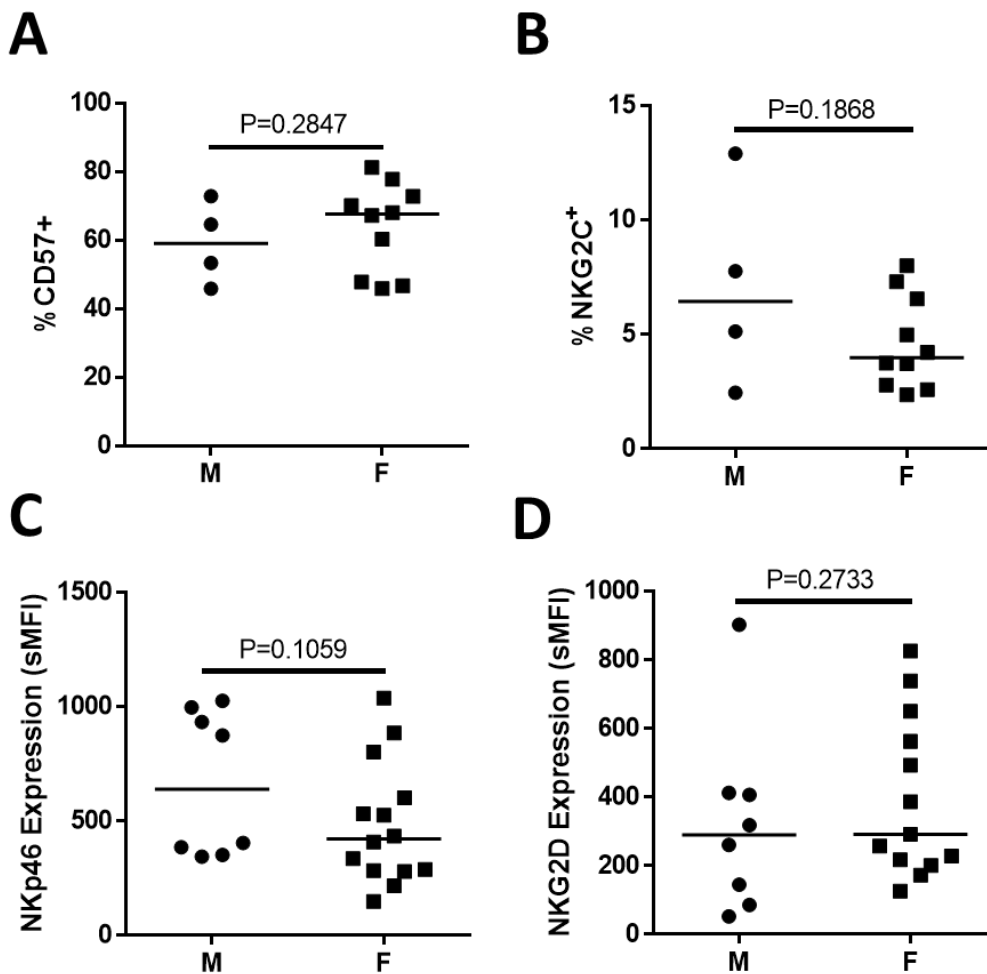 A
% CD57+
100
80
60
40
20
0
P=0.2847
M F
B
% NKG2C+
15
10
5
0
P=0.1868
M F
C
NKp46 Expression (sMFI)
1500
1000
500
0
P=0.1059
M F
D
NKG2D Expression (sMFI)
1000
800
600
400
200
0
P=0.2733
M F